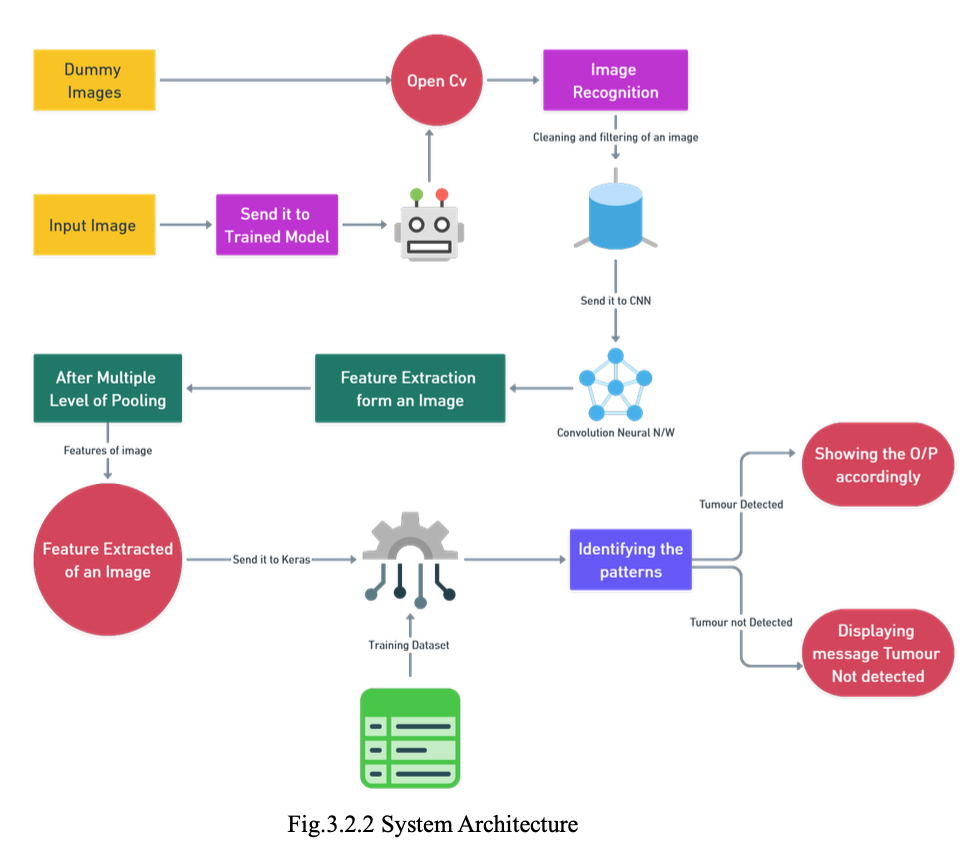 Dummy
Images
Open Cv
Image
Recognition
Cleaning and filtering of an image
Input Image
Send it to
Trained Model
Send it to CNN
After Multiple
Level of Pooling
Feature Extraction
form an Image
Convolution Neural N/W
Features of image
Showing the O/P
accordingly
Tumour Detected
Feature Extracted
of an Image
Send it to Keras
Identifying the
patterns
Tumour not Detected
Displaying
message Tumour
Not detected
Training Dataset
Fig.3.2.2 System Architecture